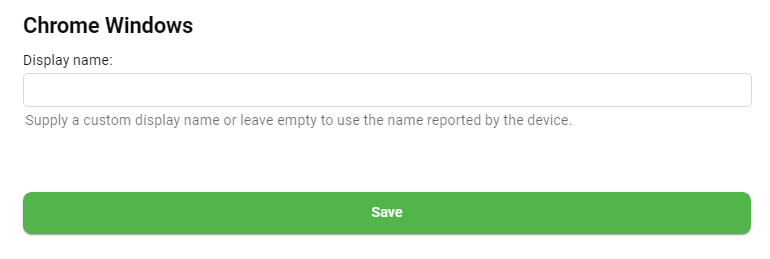 Chrome Windows
Display name:
Supply a custom display name or leave empty to use the name reported by the device.
Save